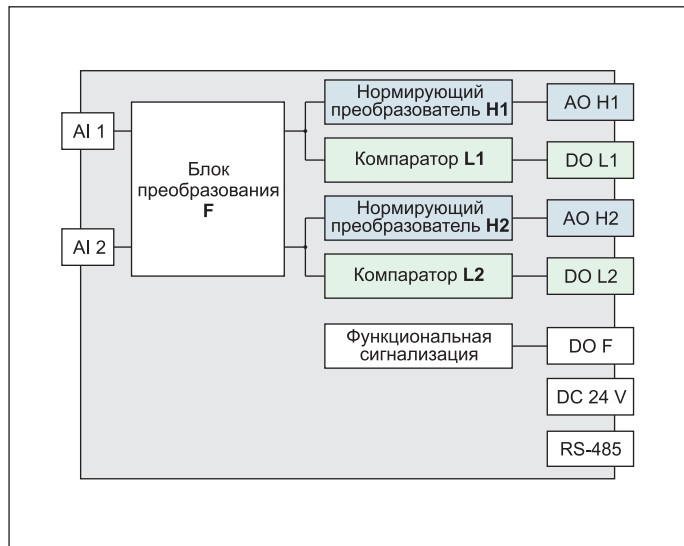 AI 1
AI 2
Блок
преобразования
F
Нормирующий
преобразователь H1
Компаратор L1
Нормирующий
преобразователь H2
Компаратор L2
Функциональная
сигнализация
AO H1
DO L1
AO H2
DO L2
DO F
DC 24 V
RS-485